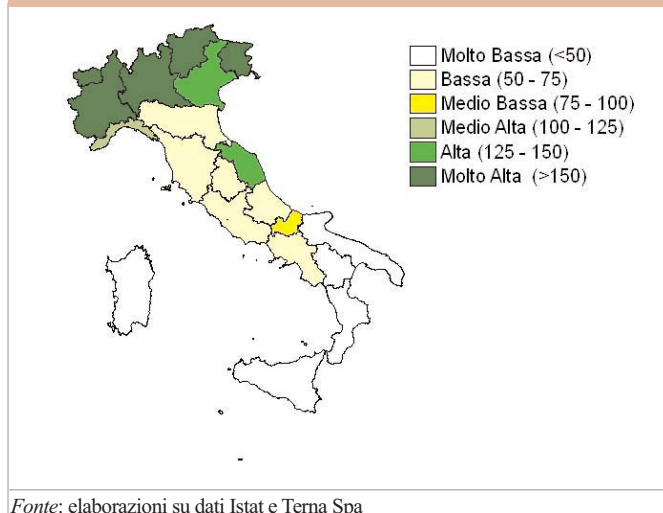 Molto Bassa (<50)
Bassa (50 - 75)
Medio Bassa (75 - 100)
Medio Alta (100 - 125)
Alta (125 - 150)
Molto Alta (>150)
Fonte: elaborazioni su dati Istat e Terna Spa